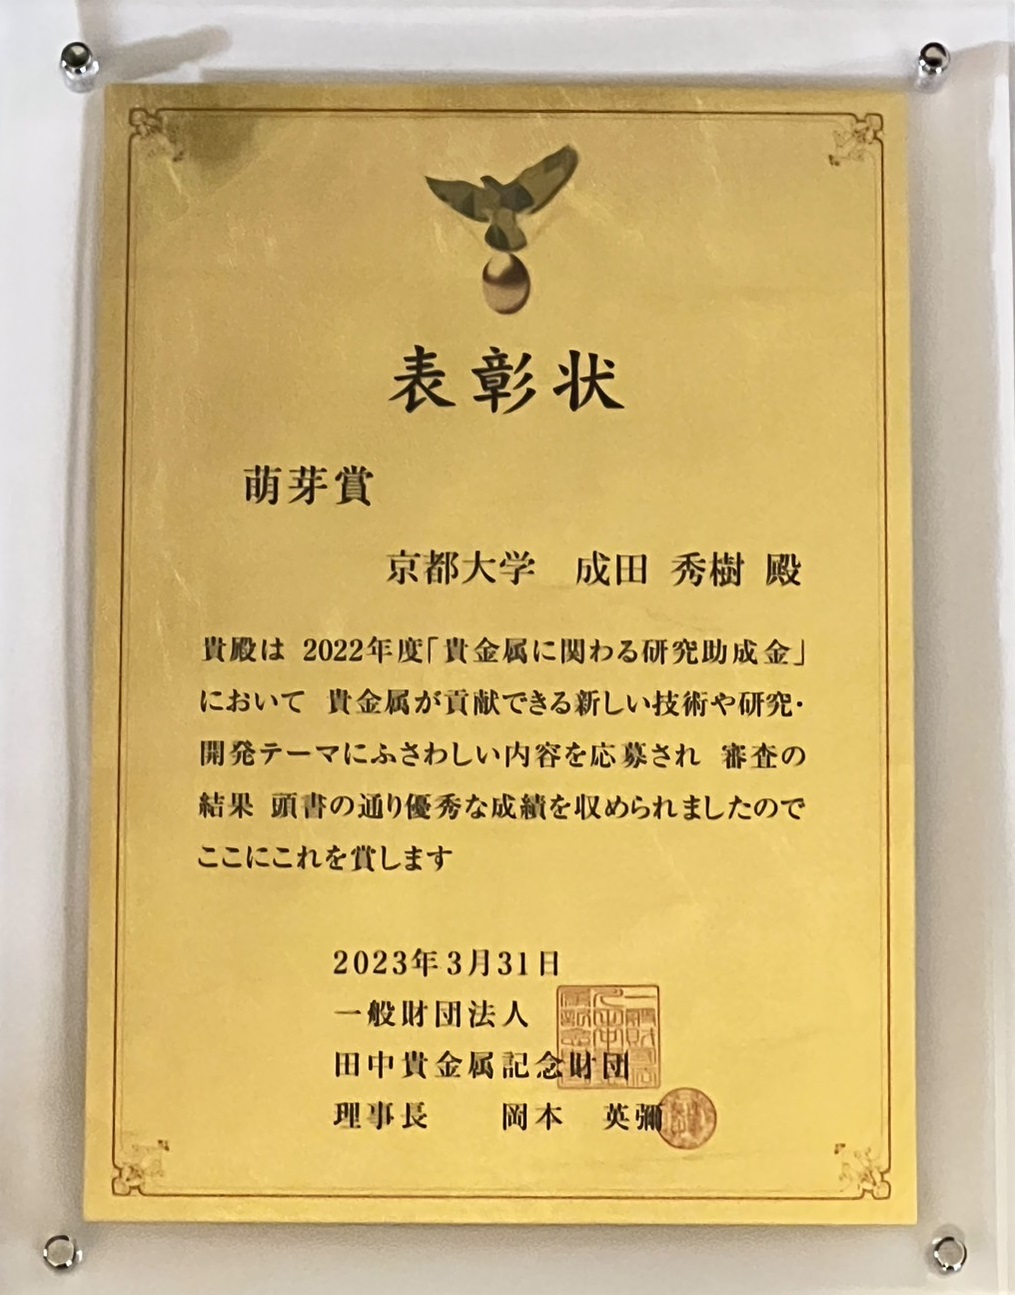 表彰状
萌芽賞
京都大学 成田 秀樹 殿
貴殿は 2022年度「貴金属に関わる研究助成金」
において 貴金属が貢献できる新しい技術や研究・
開発テーマにふさわしい内容を応募され 審査の
結果 頭書の通り優秀な成績を収められましたので
ここにこれを賞します
2023年3月31日
一般財団法人
田中貴金属記念財団
理事長 岡本 英彌